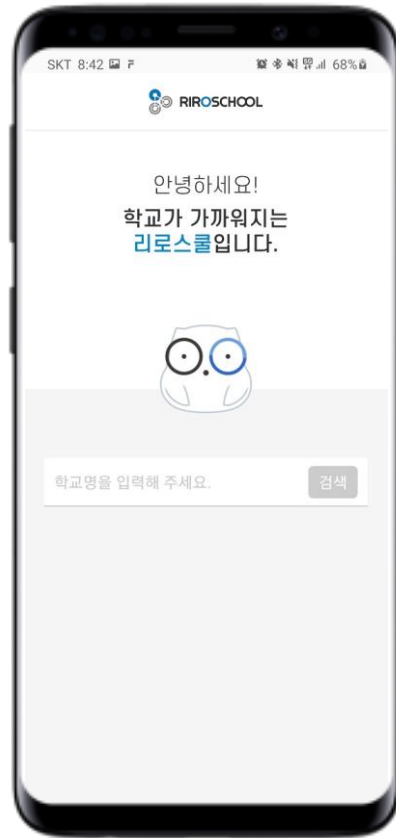 SKT 8:42
68%
RIROSCHOOL
안녕하세요!
학교가 가까워지는
리로스쿨입니다.
학교명을 입력해 주세요.
검색